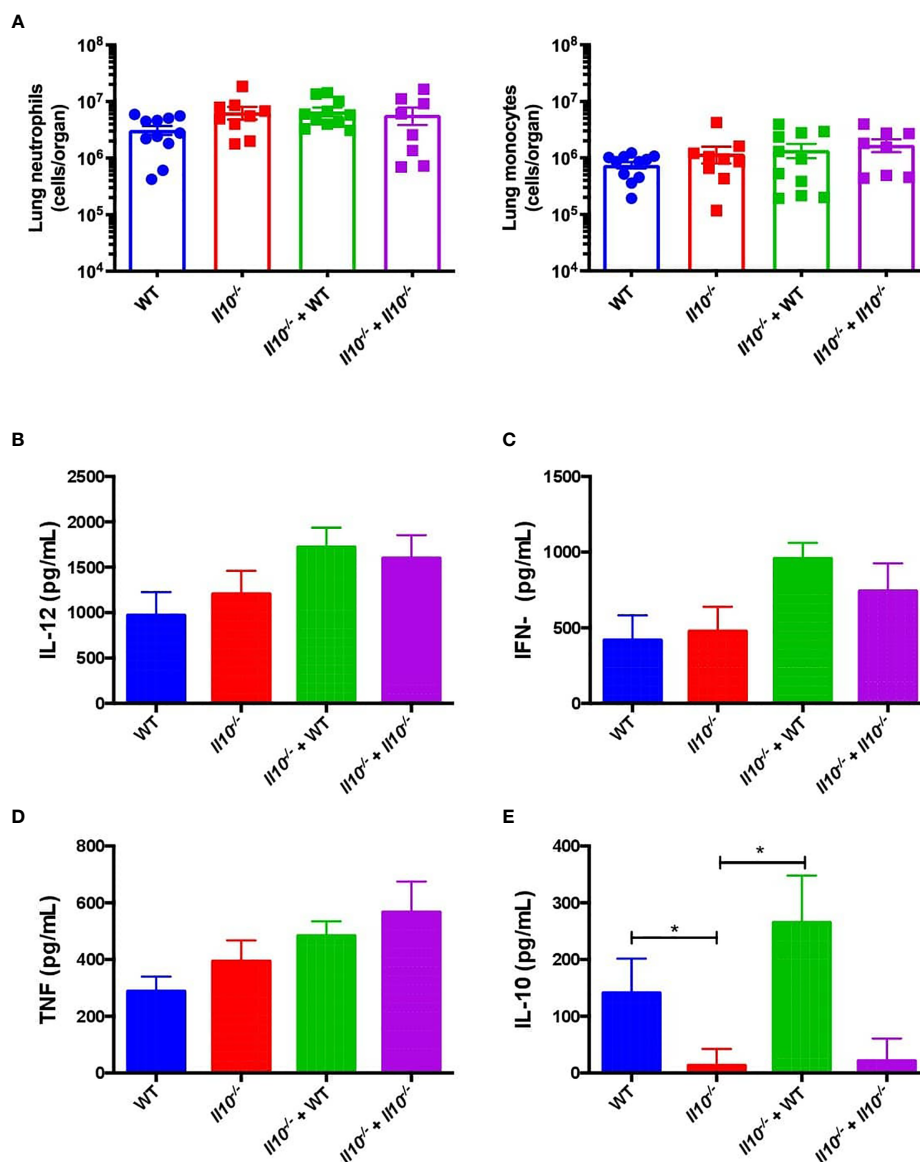 A
Lung neutrophils
(cells/organ)
10⁸
10⁷
10⁶
10⁵
10⁴
WT
Il10⁻/⁻
Il10⁻/⁻ + WT
Il10⁻/⁻ + Il10⁻/⁻
Lung monocytes
(cells/organ)
10⁸
10⁷
10⁶
10⁵
10⁴
WT
Il10⁻/⁻
Il10⁻/⁻ + WT
Il10⁻/⁻ + Il10⁻/⁻
B
IL-12 (pg/mL)
2500
2000
1500
1000
500
0
WT
Il10⁻/⁻
Il10⁻/⁻ + WT
Il10⁻/⁻ + Il10⁻/⁻
C
IFN- (pg/mL)
1500
1000
500
0
WT
Il10⁻/⁻
Il10⁻/⁻ + WT
Il10⁻/⁻ + Il10⁻/⁻
D
TNF (pg/mL)
800
600
400
200
0
WT
Il10⁻/⁻
Il10⁻/⁻ + WT
Il10⁻/⁻ + Il10⁻/⁻
E
IL-10 (pg/mL)
400
300
200
100
0
*
*
WT
Il10⁻/⁻
Il10⁻/⁻ + WT
Il10⁻/⁻ + Il10⁻/⁻